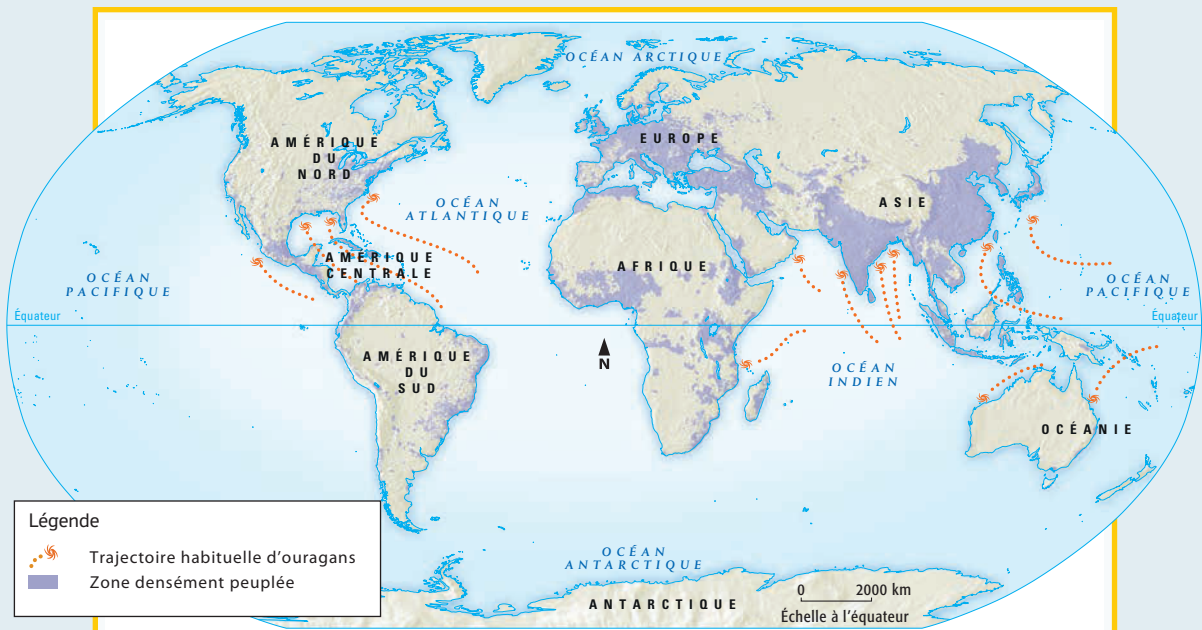 OCÉAN ARCTIQUE
AMÉRIQUE
DU
NORD
EUROPE
OCÉAN
ATLANTIQUE
ASIE
AMÉRIQUE
CENTRALE
AFRIQUE
OCÉAN
PACIFIQUE
OCÉAN
PACIFIQUE
Équateur
Équateur
AMÉRIQUE
DU
SUD
N
OCÉAN
INDIEN
OCÉANIE
Légende
Trajectoire habituelle d'ouragans
Zone densément peuplée
OCÉAN
ANTARCTIQUE
ANTARCTIQUE
0 2000 km
Échelle à l'équateur